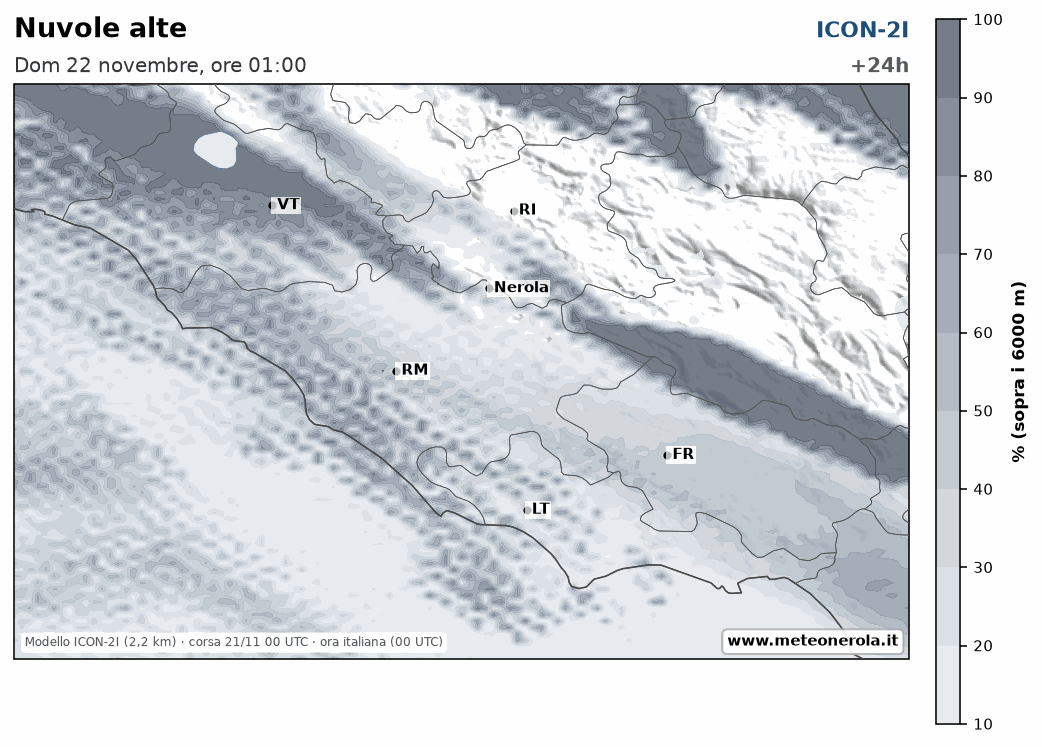 Nuvole alte
ICON-2I
Dom 22 novembre, ore 01:00
+24h
VT
RI
Nerola
RM
FR
LT
Modello ICON-2I (2,2 km) · corsa 21/11 00 UTC · ora italiana (00 UTC)
www.meteonerola.it
100
90
80
70
60
50
40
30
20
10
% (sopra i 6000 m)